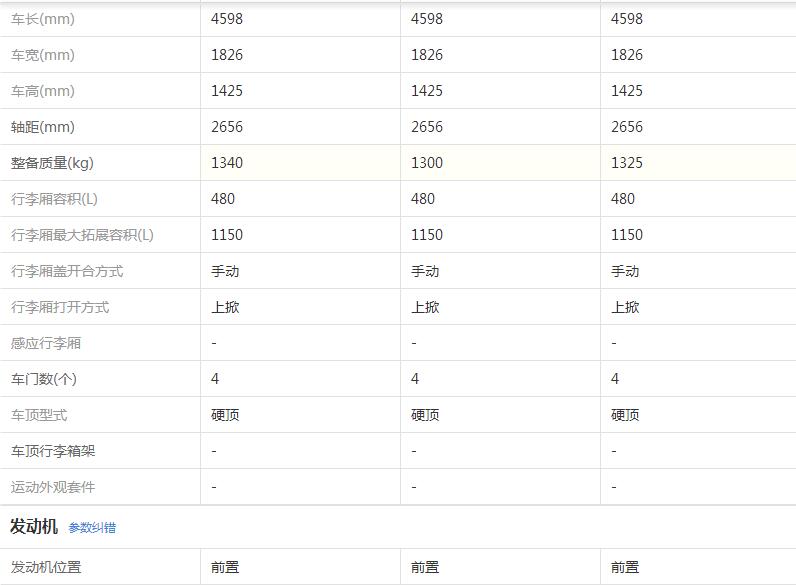 车长(mm) 4598 4598 4598
车宽(mm) 1826 1826 1826
车高(mm) 1425 1425 1425
轴距(mm) 2656 2656 2656
整备质量(kg) 1340 1300 1325
行李厢容积(L) 480 480 480
行李厢最大拓展容积(L) 1150 1150 1150
行李厢盖开合方式 手动 手动 手动
行李厢打开方式 上掀 上掀 上掀
感应行李厢 - - -
车门数(个) 4 4 4
车顶型式 硬顶 硬顶 硬顶
车顶行李箱架 - - -
运动外观套件 - - -
发动机 参数纠错
发动机位置 前置 前置 前置